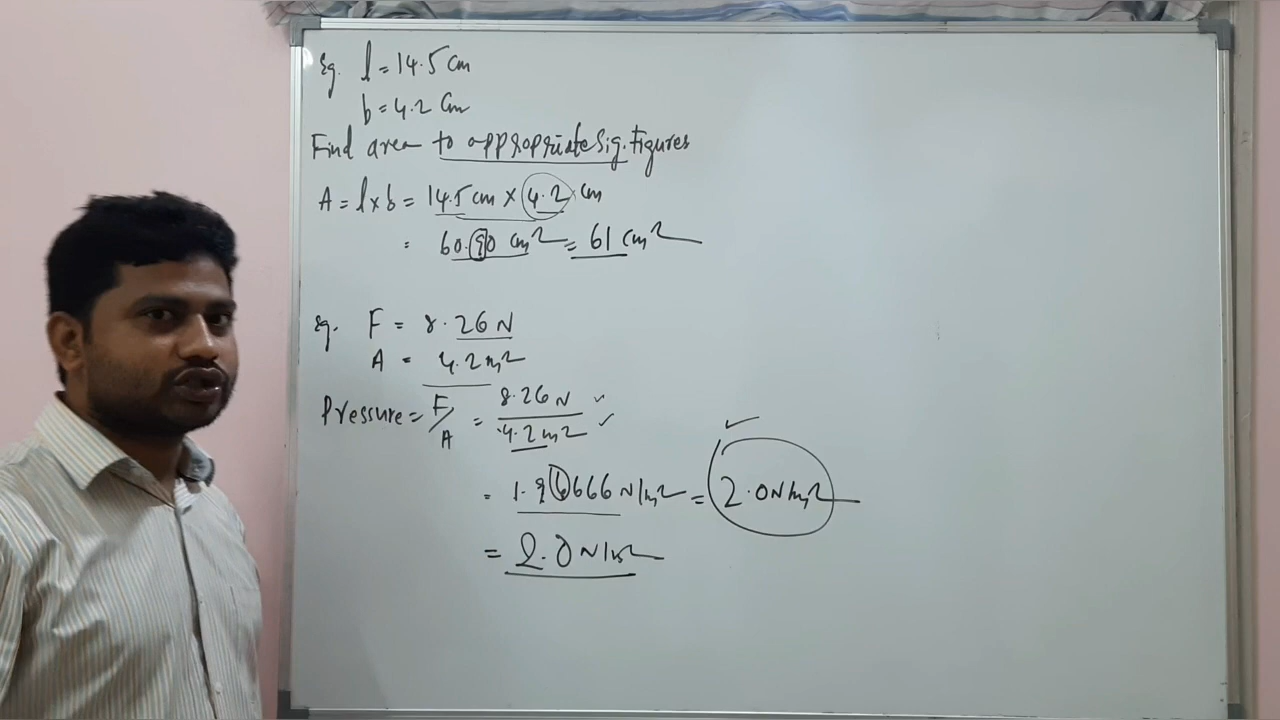 Eg. l = 14.5 cm
b = 4.2 cm
Find area to appropriate sig. figures
A = l × b = 14.5 cm × 4.2 cm
= 60.90 cm² = 61 cm²
Eg. F = 8.26 N
A = 4.2 m²
Pressure = F/A = 8.26 N / 4.2 m²
= 1.96666 N/m² = 2.0 N/m²
= 2.0 N/m²